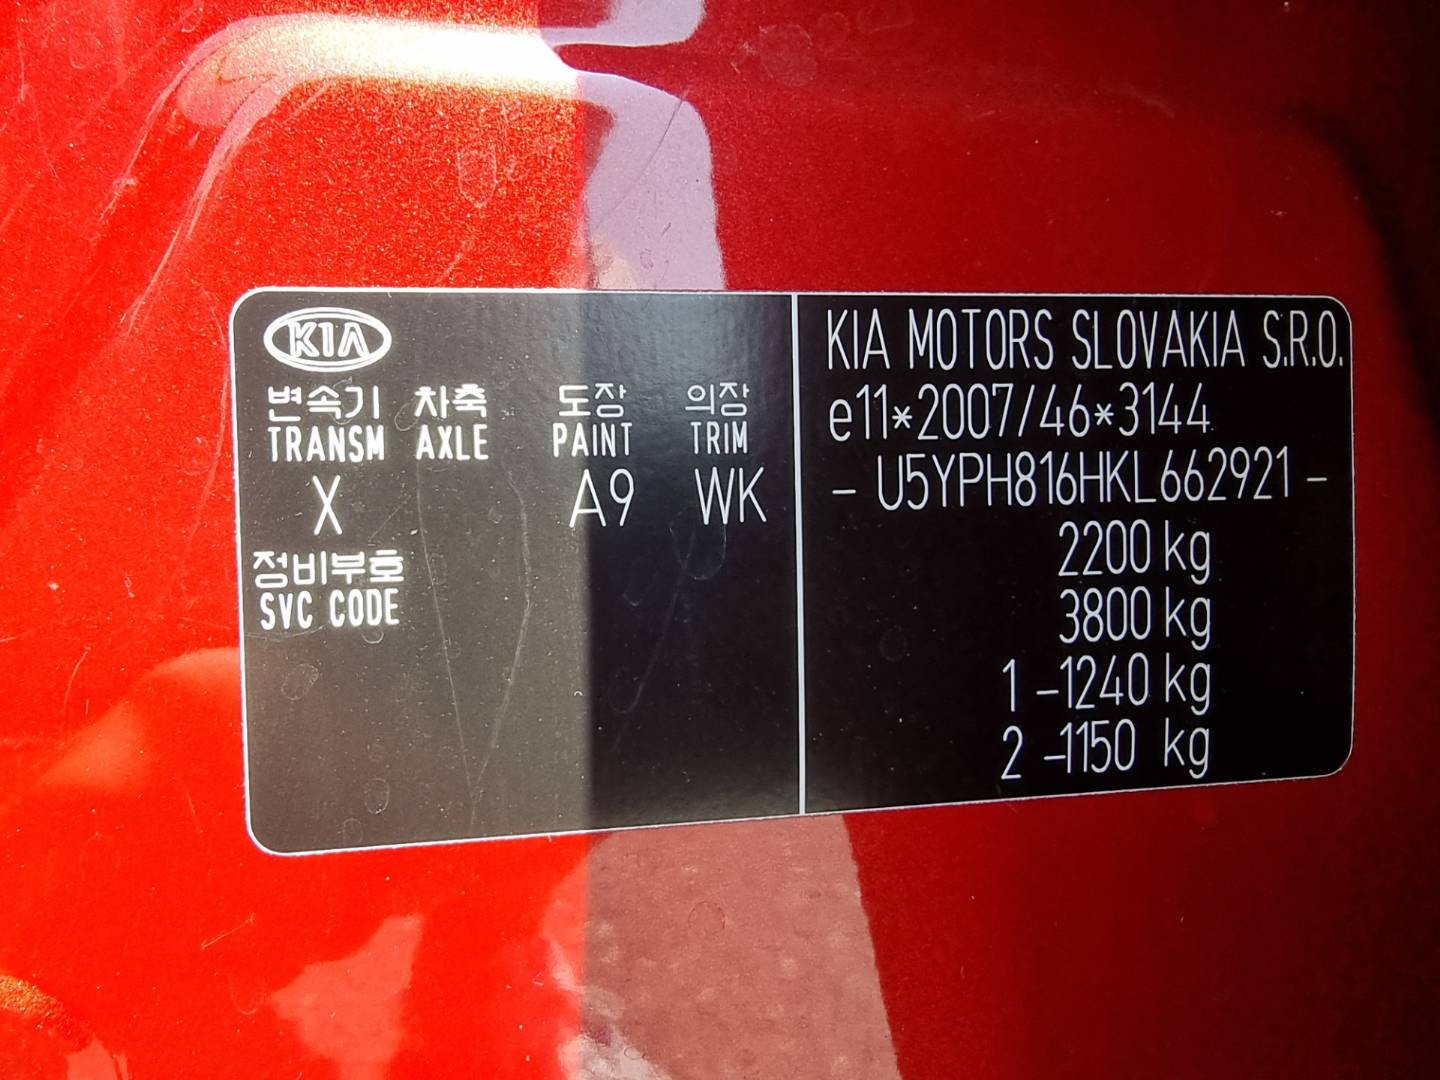 KIA
변속기 차축 도장 의장
TRANSM AXLE PAINT TRIM
X A9 WK
정비부호
SVC CODE
KIA MOTORS SLOVAKIA S.R.O.
e11*2007/46*3144
- U5YPH816HKL662921 -
2200 kg
3800 kg
1 -1240 kg
2 -1150 kg